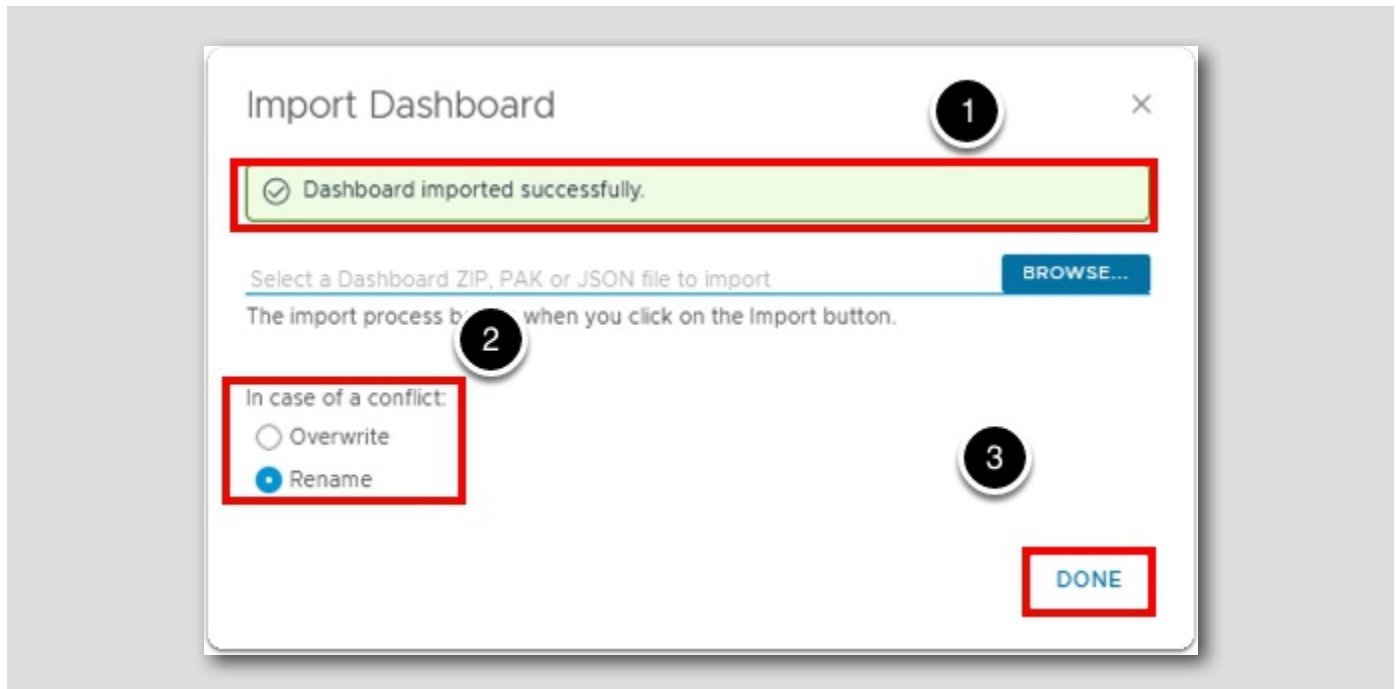 Import Dashboard
1
Dashboard imported successfully.
Select a Dashboard ZIP, PAK or JSON file to import
BROWSE...
The import process when you click on the Import button.
2
In case of a conflict:
Overwrite
Rename
3
DONE